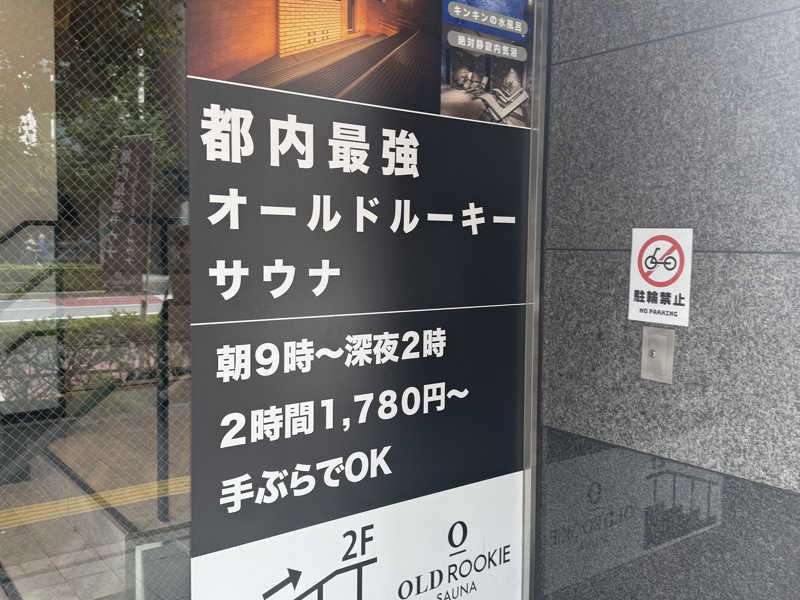 キンキンの水風呂
絶対静寂内気浴
都内最強
オールドルーキー
サウナ
朝9時〜深夜2時
2時間1,780円〜
手ぶらでOK
2F
O
OLD ROOKIE
SAUNA
駐輪禁止
NO PARKING